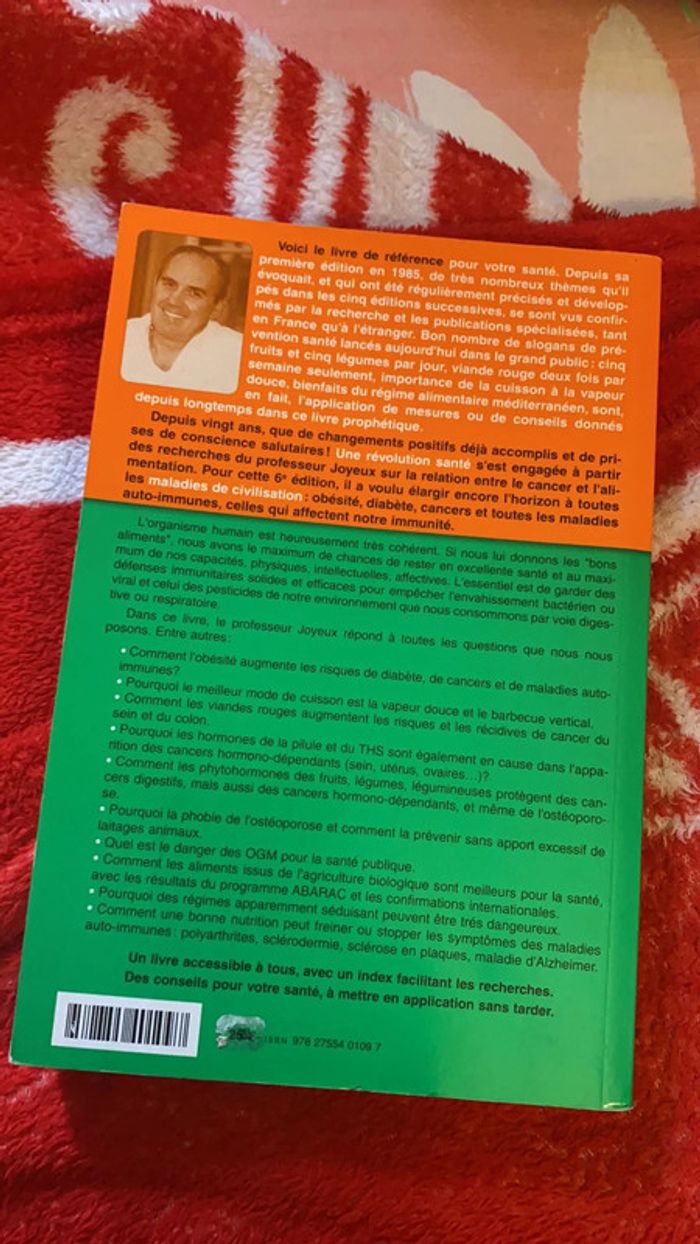 Voici le livre de référence pour votre santé. Depuis sa
première édition en 1985, de très nombreux thèmes qu'il
évoquait, et qui ont été régulièrement précisés et dévelop-
pés dans les cinq éditions successives, se sont vus confir-
més par la recherche et les publications spécialisées, tant
en France qu'à l'étranger. Bon nombre de slogans de pré-
vention santé lancés aujourd'hui dans le grand public : cinq
fruits et cinq légumes par jour, viande rouge deux fois par
semaine seulement, importance de la cuisson à la vapeur
douce, bienfaits du régime alimentaire méditerranéen, sont,
en fait, l'application de mesures ou de conseils donnés
depuis longtemps dans ce livre prophétique.
Depuis vingt ans, que de changements positifs déjà accomplis et de pri-
ses de conscience salutaires! Une révolution santé s'est engagée à partir
des recherches du professeur Joyeux sur la relation entre le cancer et l'ali-
mentation. Pour cette 6e édition, il a voulu élargir encore l'horizon à toutes
les maladies de civilisation : obésité, diabète, cancers et toutes les maladies
auto-immunes, celles qui affectent notre immunité.
L'organisme humain est heureusement très cohérent. Si nous lui donnons les "bons
aliments", nous avons le maximum de chances de rester en excellente santé et au maxi-
mum de nos capacités, physiques, intellectuelles, affectives. L'essentiel est de garder des
défenses immunitaires solides et efficaces pour empêcher l'envahissement bactérien ou
viral et celui des pesticides de notre environnement que nous consommons par voie diges-
tive ou respiratoire.
Dans ce livre, le professeur Joyeux répond à toutes les questions que nous nous
posons. Entre autres :
• Comment l'obésité augmente les risques de diabète, de cancers et de maladies auto-
immunes?
• Pourquoi le meilleur mode de cuisson est la vapeur douce et le barbecue vertical.
• Comment les viandes rouges augmentent les risques et les récidives de cancer du
sein et du colon.
• Pourquoi les hormones de la pilule et du THS sont également en cause dans l'appa-
rition des cancers hormono-dépendants (sein, utérus, ovaires...)?
• Comment les phytohormones des fruits, légumes, légumineuses protègent des can-
cers digestifs, mais aussi des cancers hormono-dépendants, et même de l'ostéoporo-
se.
• Pourquoi la phobie de l'ostéoporose et comment la prévenir sans apport excessif de
laitages animaux.
• Quel est le danger des OGM pour la santé publique.
• Comment les aliments issus de l'agriculture biologique sont meilleurs pour la santé,
avec les résultats du programme ABARAC et les confirmations internationales.
• Pourquoi des régimes apparemment séduisant peuvent être trés dangeureux.
• Comment une bonne nutrition peut freiner ou stopper les symptômes des maladies
auto-immunes : polyarthrites, sclérodermie, sclérose en plaques, maladie d'Alzheimer.
Un livre accessible à tous, avec un index facilitant les recherches.
Des conseils pour votre santé, à mettre en application sans tarder.
ISBN 978 27554 0109 7